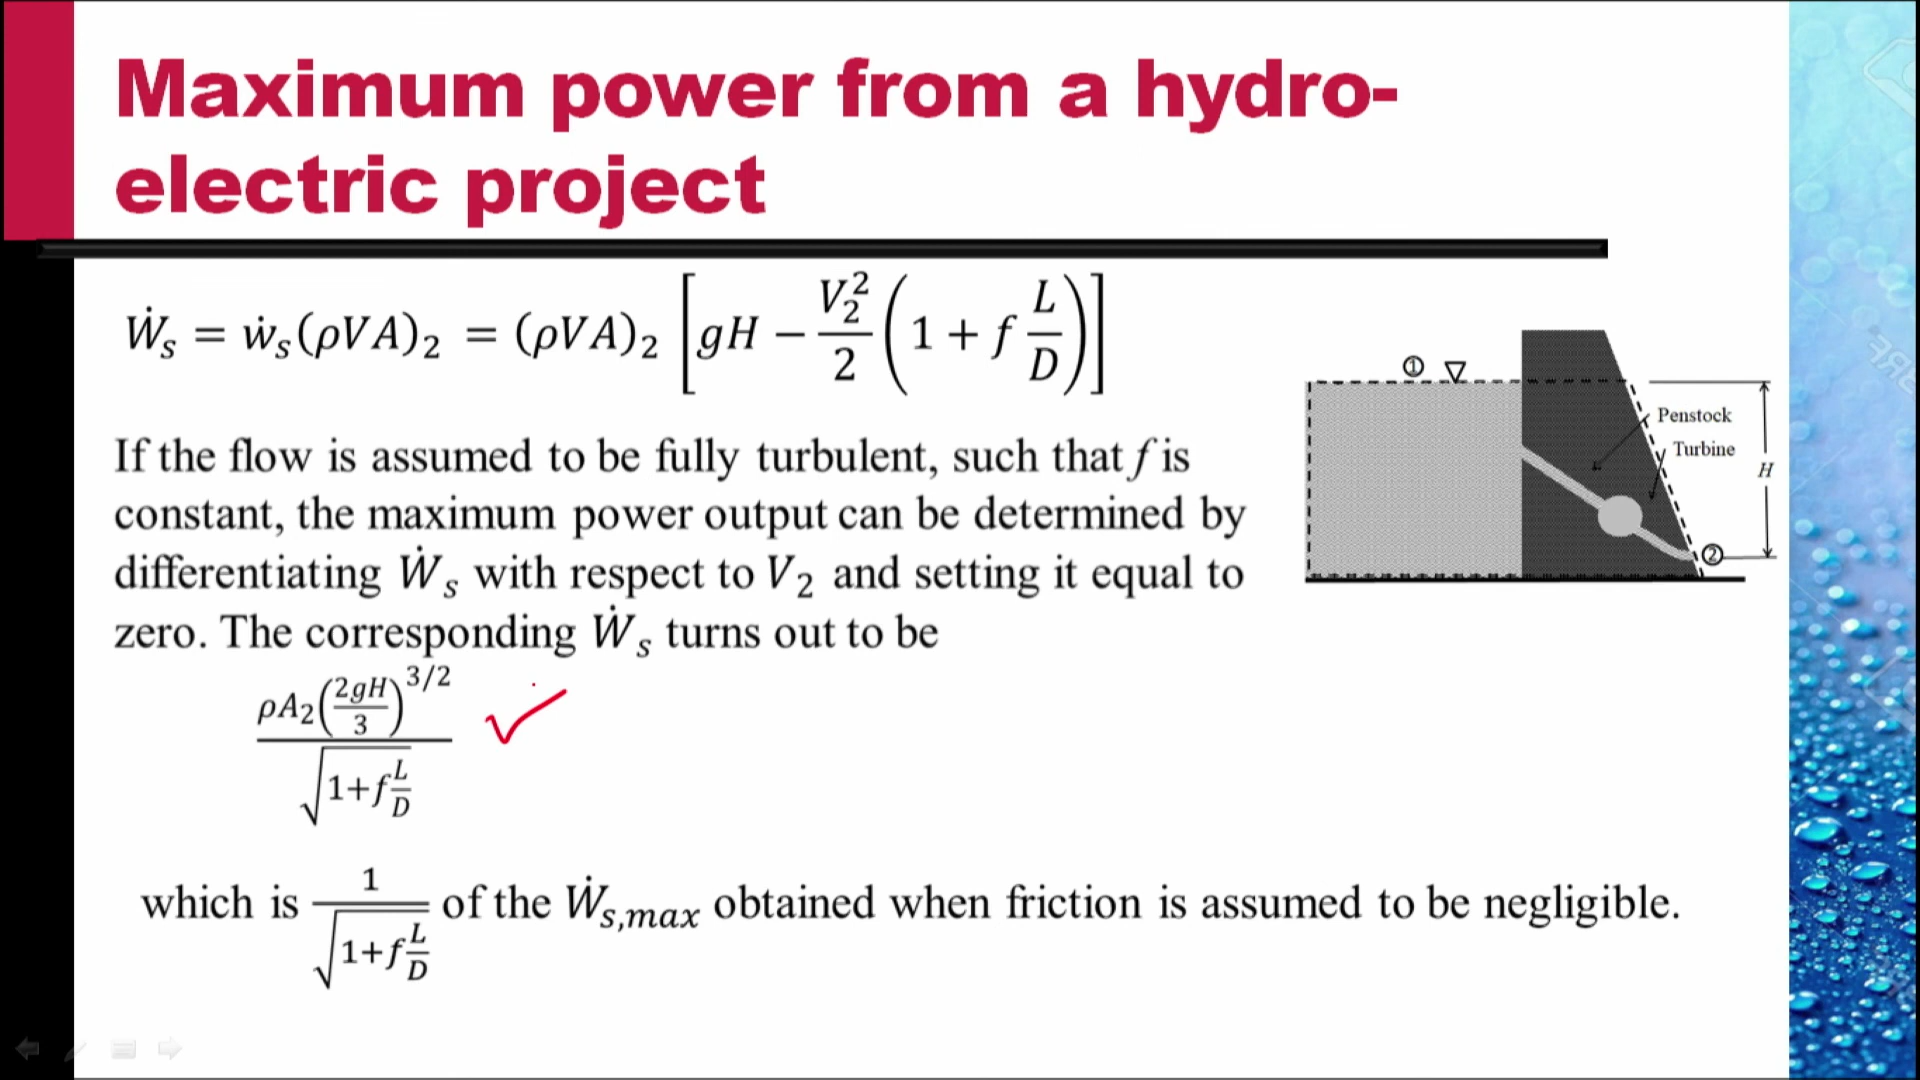 Maximum power from a hydro-
electric project
Ẇₛ = ẇₛ(ρVA)₂ = (ρVA)₂ [gH − V₂²/2 (1 + f L/D)]
If the flow is assumed to be fully turbulent, such that f is
constant, the maximum power output can be determined by
differentiating Ẇₛ with respect to V₂ and setting it equal to
zero. The corresponding Ẇₛ turns out to be
ρA₂(2gH/3)^3/2 / √(1+f L/D)
which is 1/√(1+f L/D) of the Ẇₛ,ₘₐₓ obtained when friction is assumed to be negligible.
①
Penstock
Turbine
H
②